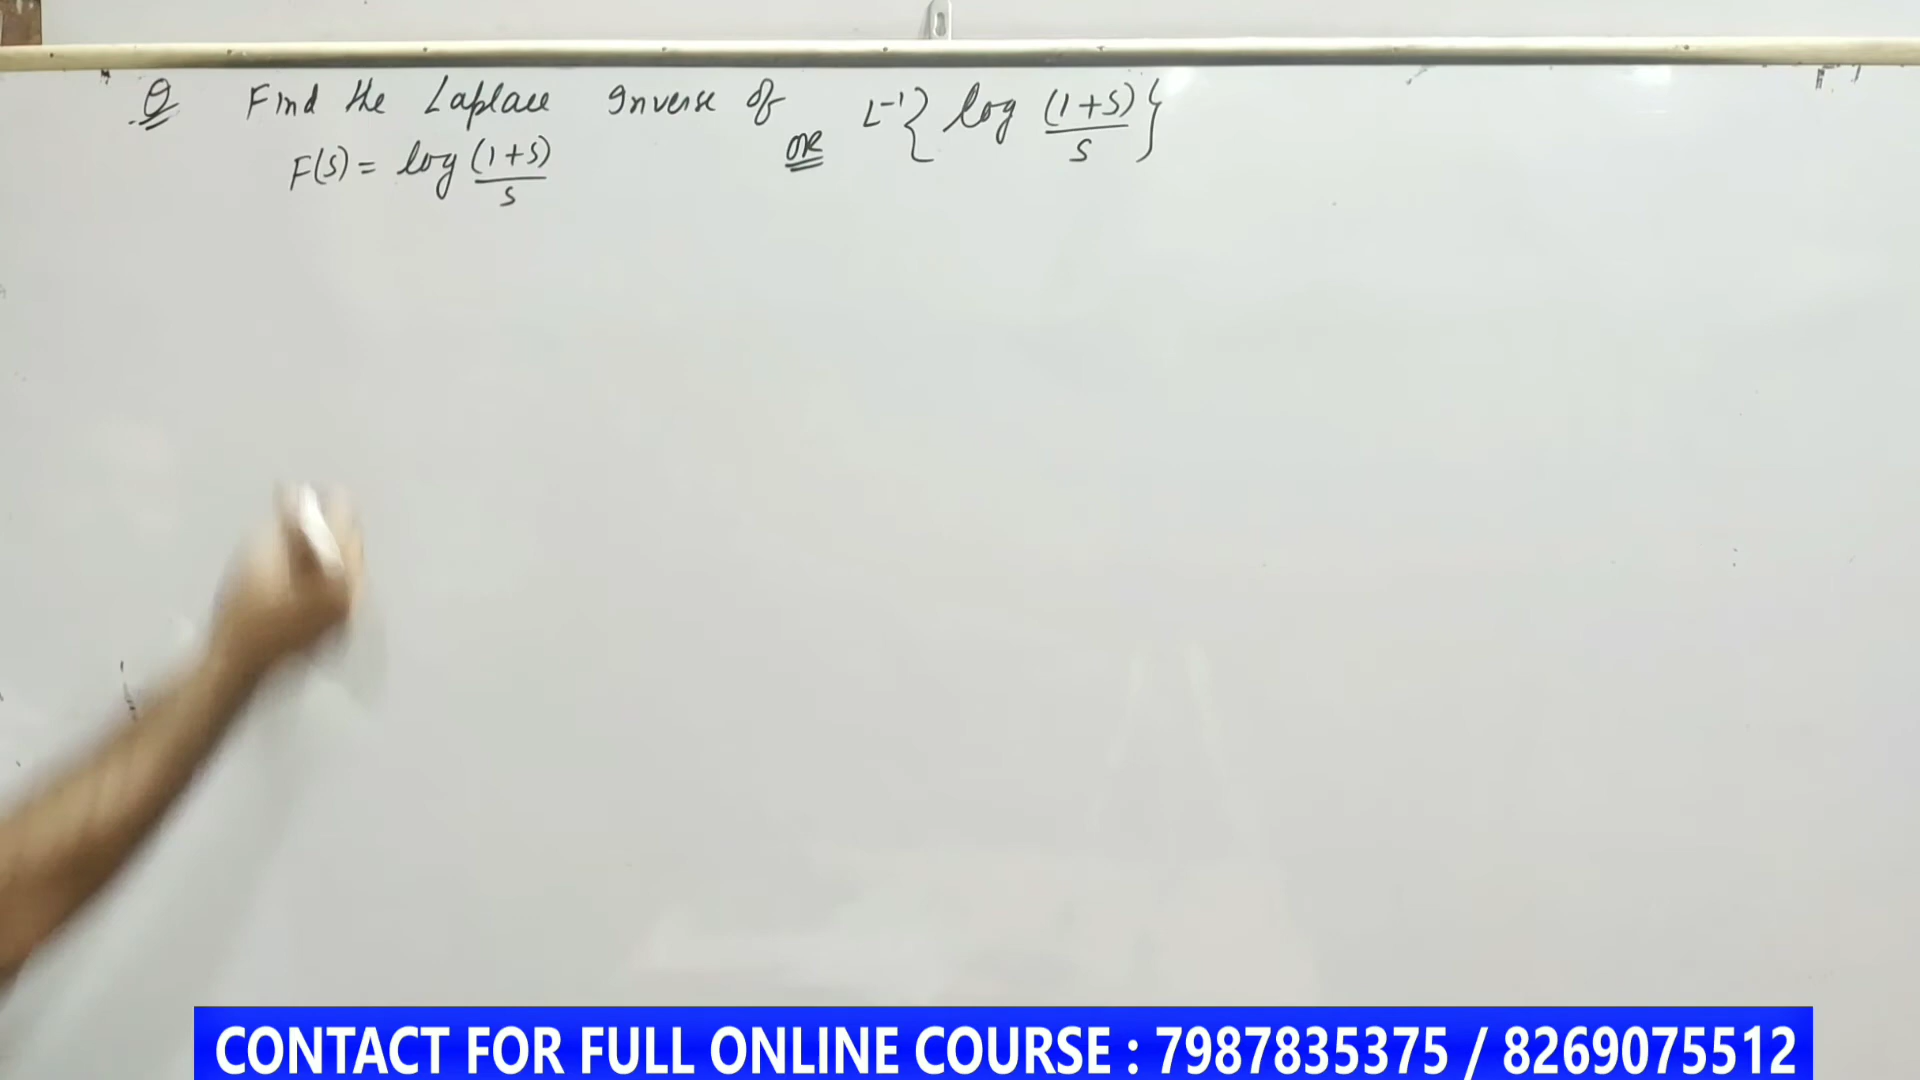 Q Find the Laplace Inverse of OR L⁻¹{ log (1+S)/S }
F(S) = log (1+S)/S
CONTACT FOR FULL ONLINE COURSE : 7987835375 / 8269075512